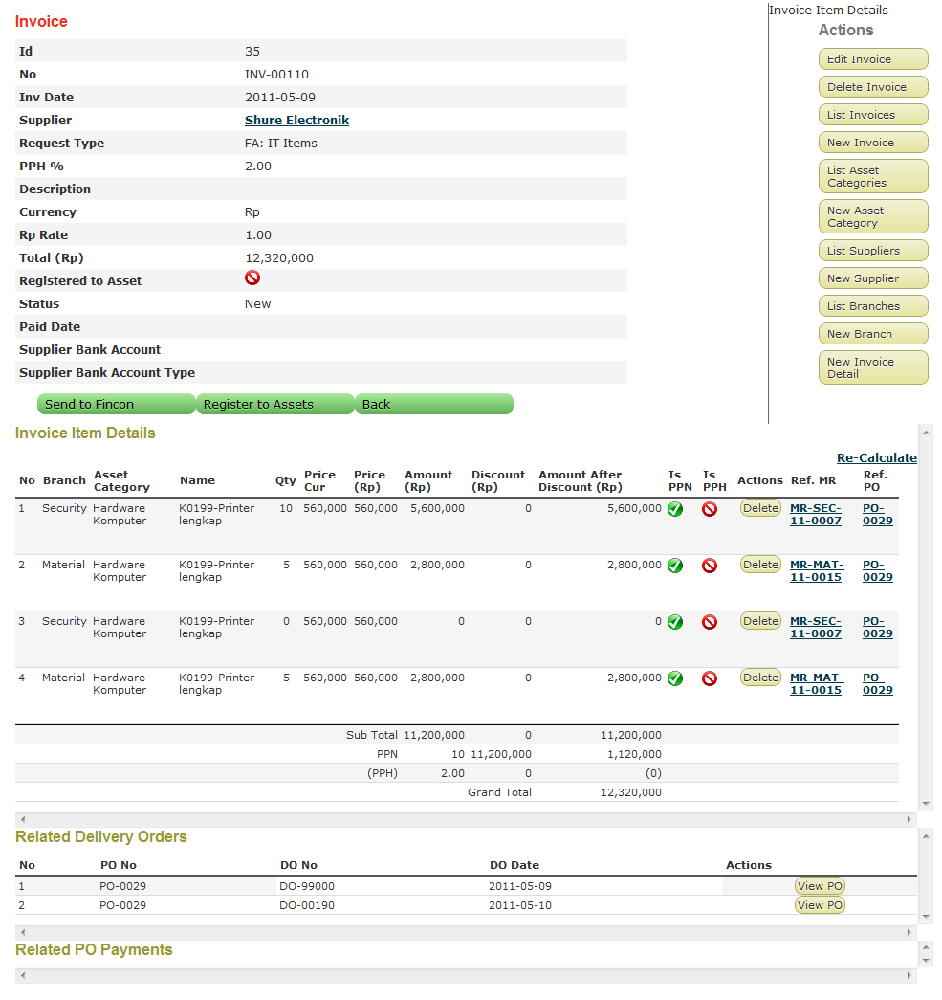 Invoice
Id 35
No INV-00110
Inv Date 2011-05-09
Supplier Shure Electronik
Request Type FA: IT Items
PPH % 2.00
Description
Currency Rp
Rp Rate 1.00
Total (Rp) 12,320,000
Registered to Asset
Status New
Paid Date
Supplier Bank Account
Supplier Bank Account Type
Send to Fincon Register to Assets Back
Invoice Item Details
Actions
Edit Invoice
Delete Invoice
List Invoices
New Invoice
List Asset
Categories
New Asset
Category
List Suppliers
New Supplier
List Branches
New Branch
New Invoice
Detail
Invoice Item Details
Re-Calculate
No Branch Asset Category Name Qty Price Cur Price (Rp) Amount (Rp) Discount (Rp) Amount After Discount (Rp) Is PPN Is PPH Actions Ref. MR Ref. PO
1 Security Hardware K0199-Printer 10 560,000 560,000 5,600,000 0 5,600,000 Delete MR-SEC- PO-
Komputer lengkap 11-0007 0029
2 Material Hardware K0199-Printer 5 560,000 560,000 2,800,000 0 2,800,000 Delete MR-MAT- PO-
Komputer lengkap 11-0015 0029
3 Security Hardware K0199-Printer 0 560,000 560,000 0 0 0 Delete MR-SEC- PO-
Komputer lengkap 11-0007 0029
4 Material Hardware K0199-Printer 5 560,000 560,000 2,800,000 0 2,800,000 Delete MR-MAT- PO-
Komputer lengkap 11-0015 0029
Sub Total 11,200,000 0 11,200,000
PPN 10 11,200,000 1,120,000
(PPH) 2.00 0 (0)
Grand Total 12,320,000
Related Delivery Orders
No PO No DO No DO Date Actions
1 PO-0029 DO-99000 2011-05-09 View PO
2 PO-0029 DO-00190 2011-05-10 View PO
Related PO Payments